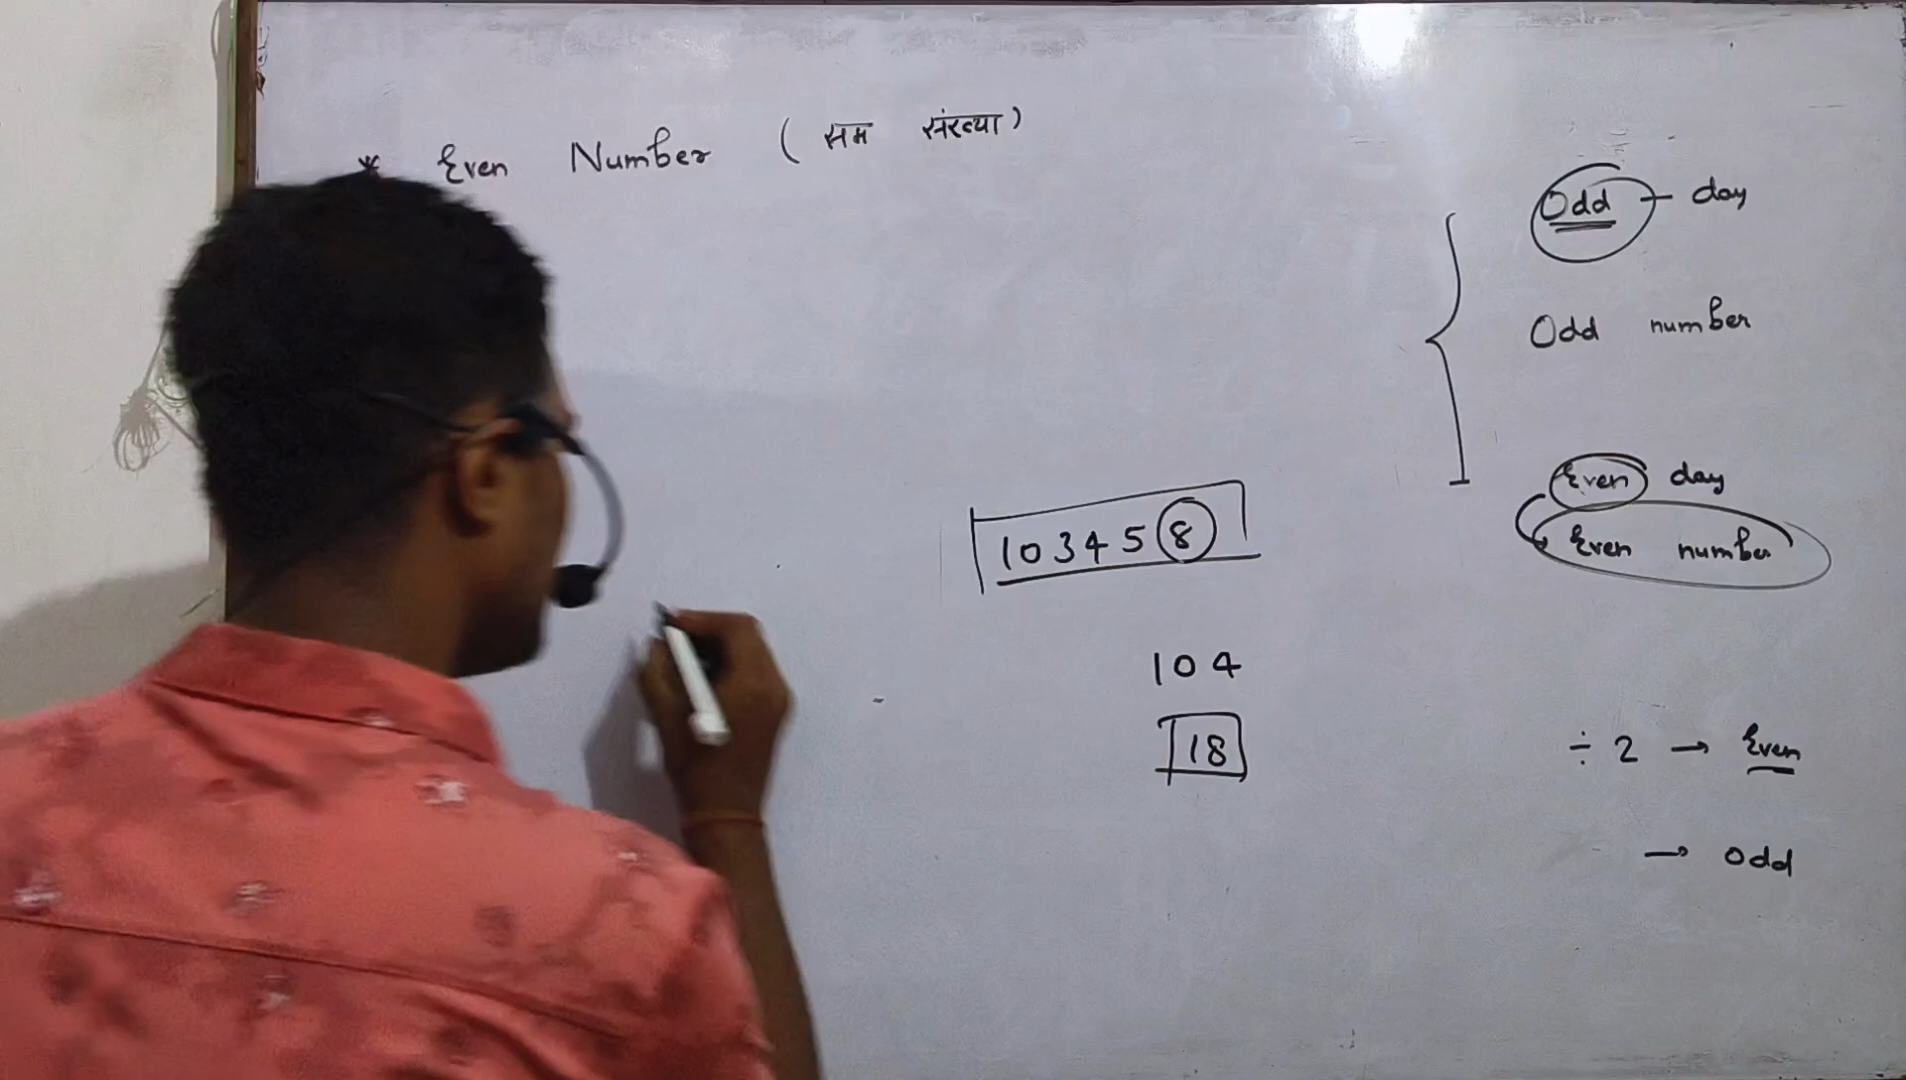 * Even Number ( सम संख्या )
Odd - day
Odd number
Even day
Even number
103458
104
18
÷ 2 → Even
→ odd